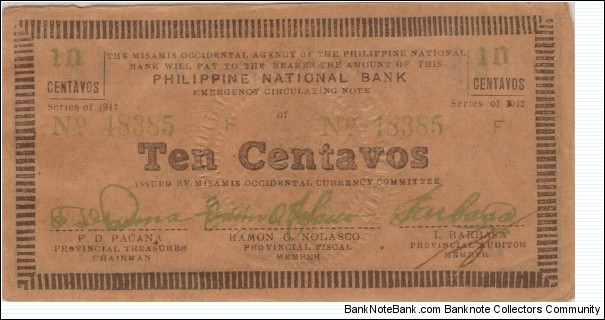 10 10
CENTAVOS CENTAVOS
THE MISAMIS OCCIDENTAL AGENCY OF THE PHILIPPINE NATIONAL
BANK WILL PAY TO THE BEARER THE AMOUNT OF THIS
PHILIPPINE NATIONAL BANK
EMERGENCY CIRCULATING NOTE
Series of 1942 Series of 1942
of
No 48385 F No 48385 F
Ten Centavos
ISSUED BY MISAMIS OCCIDENTAL CURRENCY COMMITTEE
F. D. PACANA RAMON O. NOLASCO I. BARBASA
PROVINCIAL TREASURER PROVINCIAL FISCAL PROVINCIAL AUDITOR
CHAIRMAN MEMBER MEMBER
BankNoteBank.com - BankNote Collectors Community